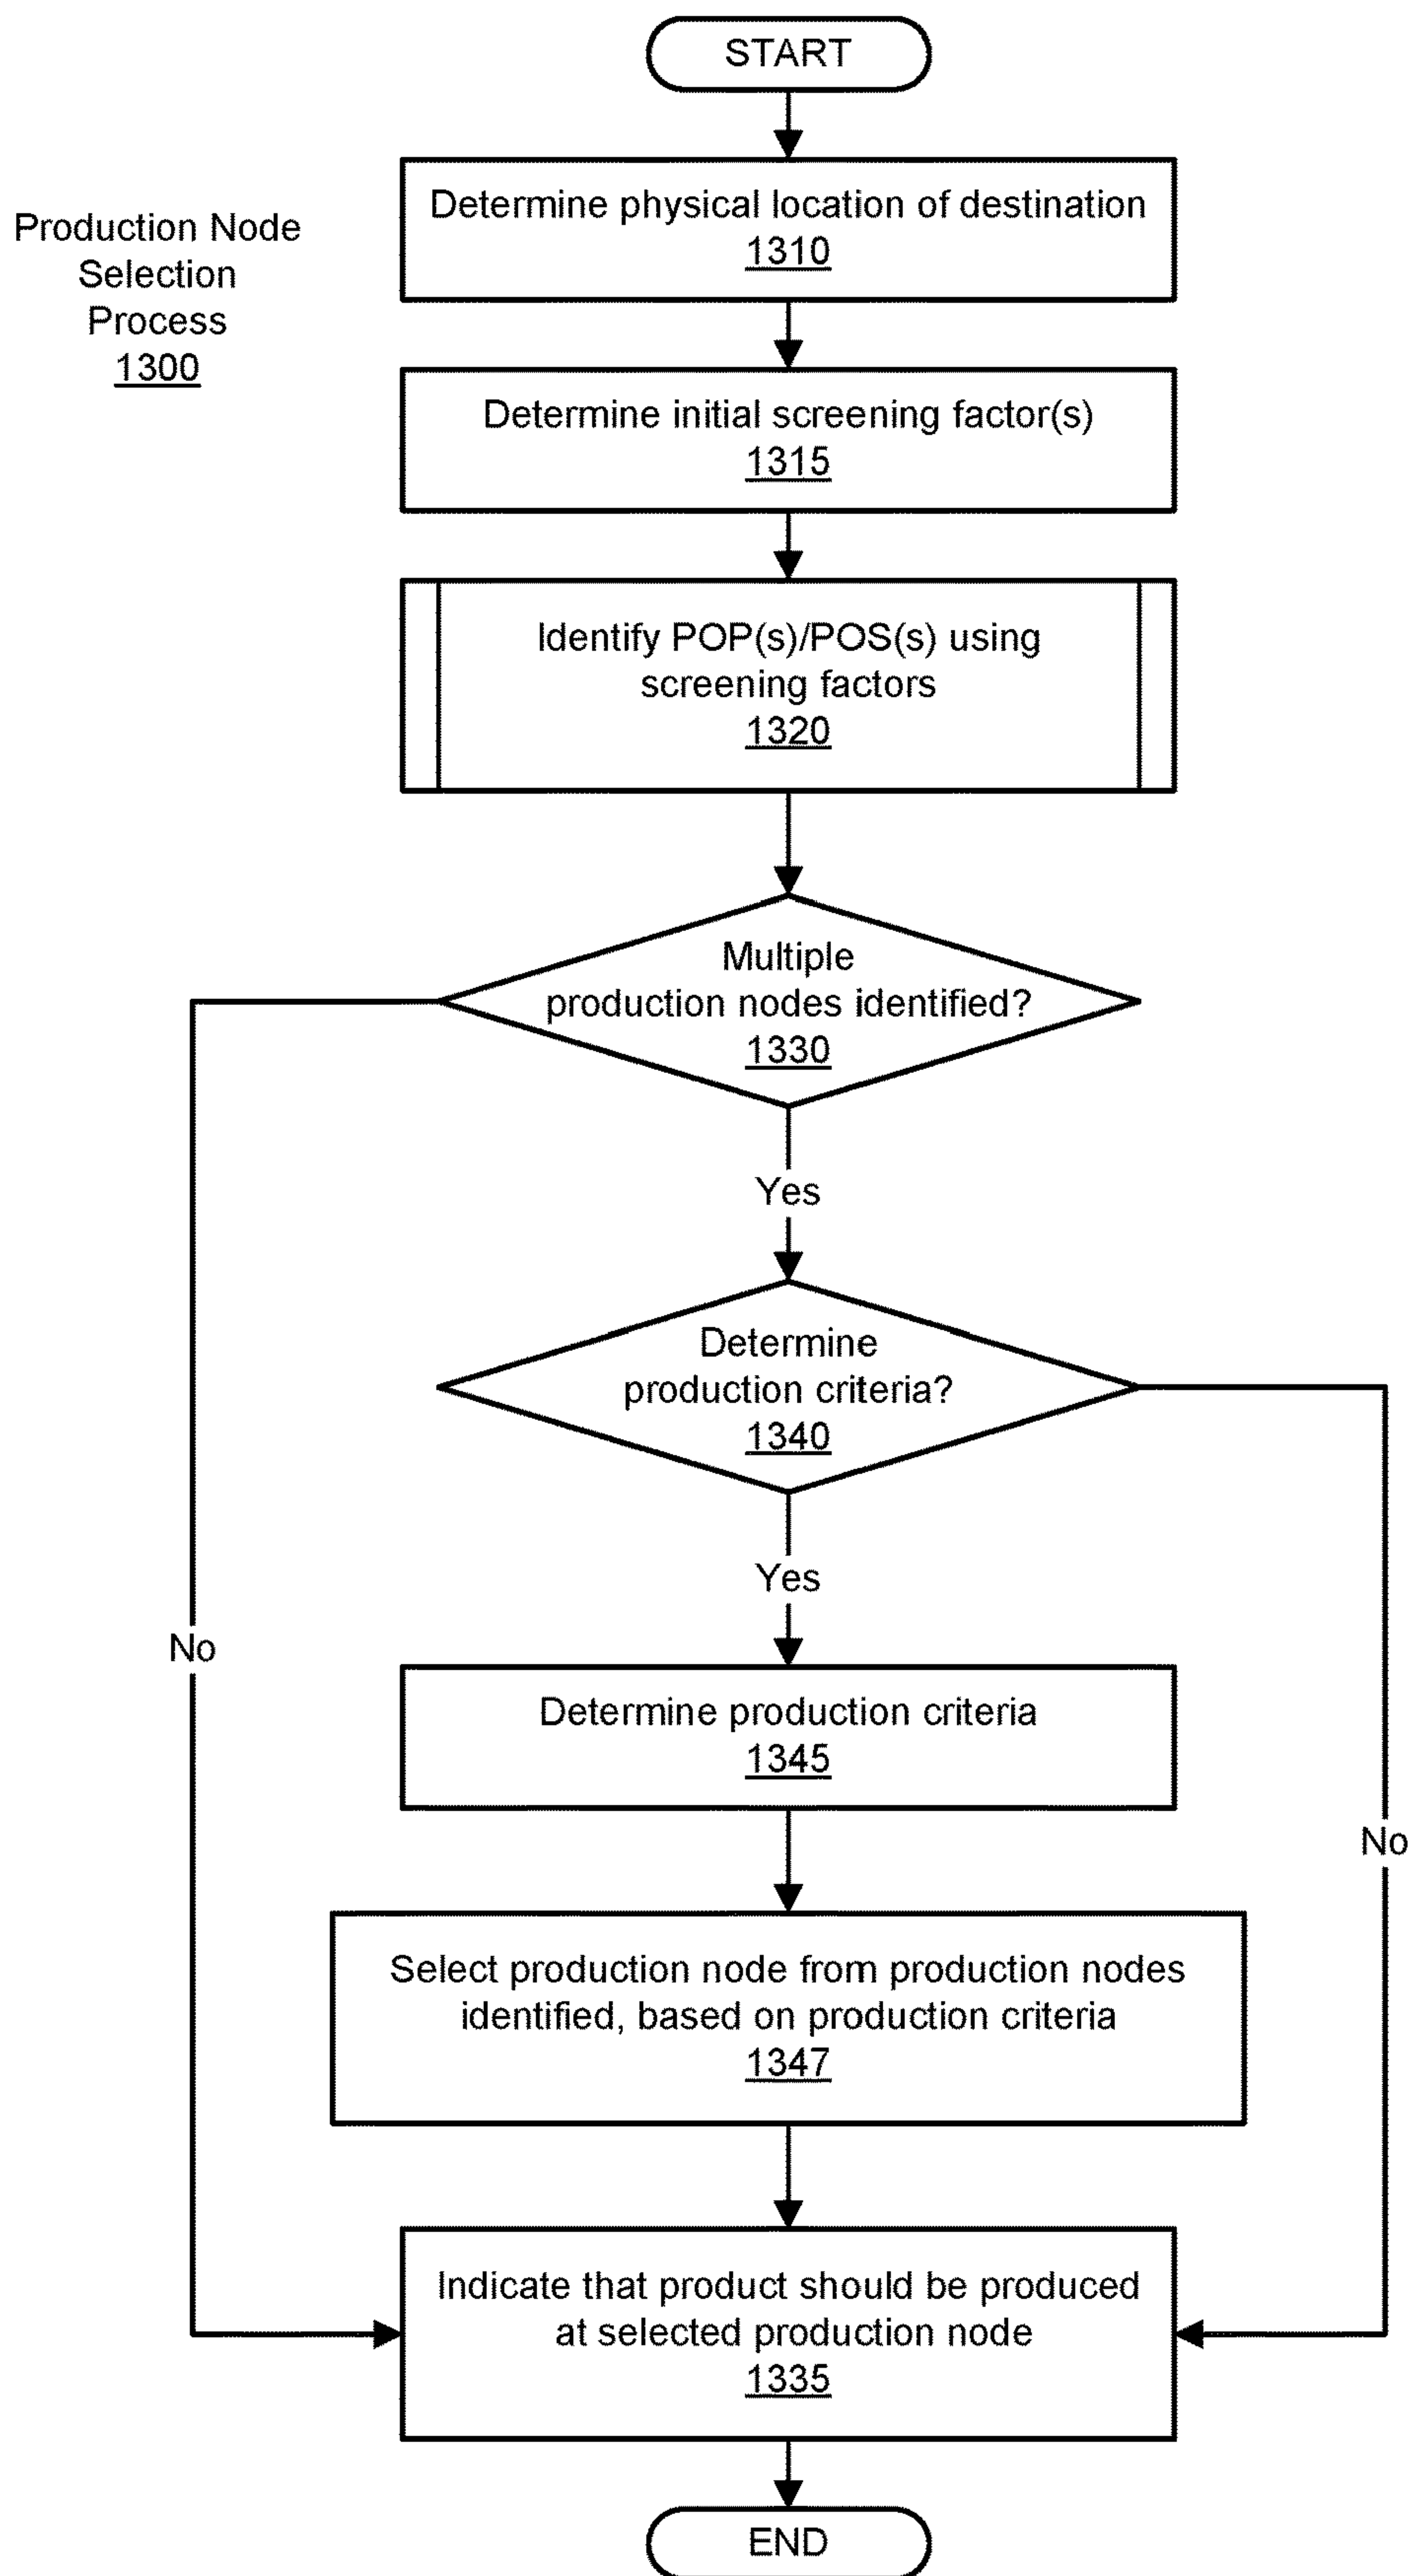 START
Determine physical location of destination
1310
Production Node
Selection
Process
1300
Determine initial screening factor(s)
1315
Identify POP(s)/POS(s) using
screening factors
1320
Multiple
production nodes identified?
1330
Yes
Determine
production criteria?
1340
Yes
No
Determine production criteria
1345
No
Select production node from production nodes
identified, based on production criteria
1347
Indicate that product should be produced
at selected production node
1335
END